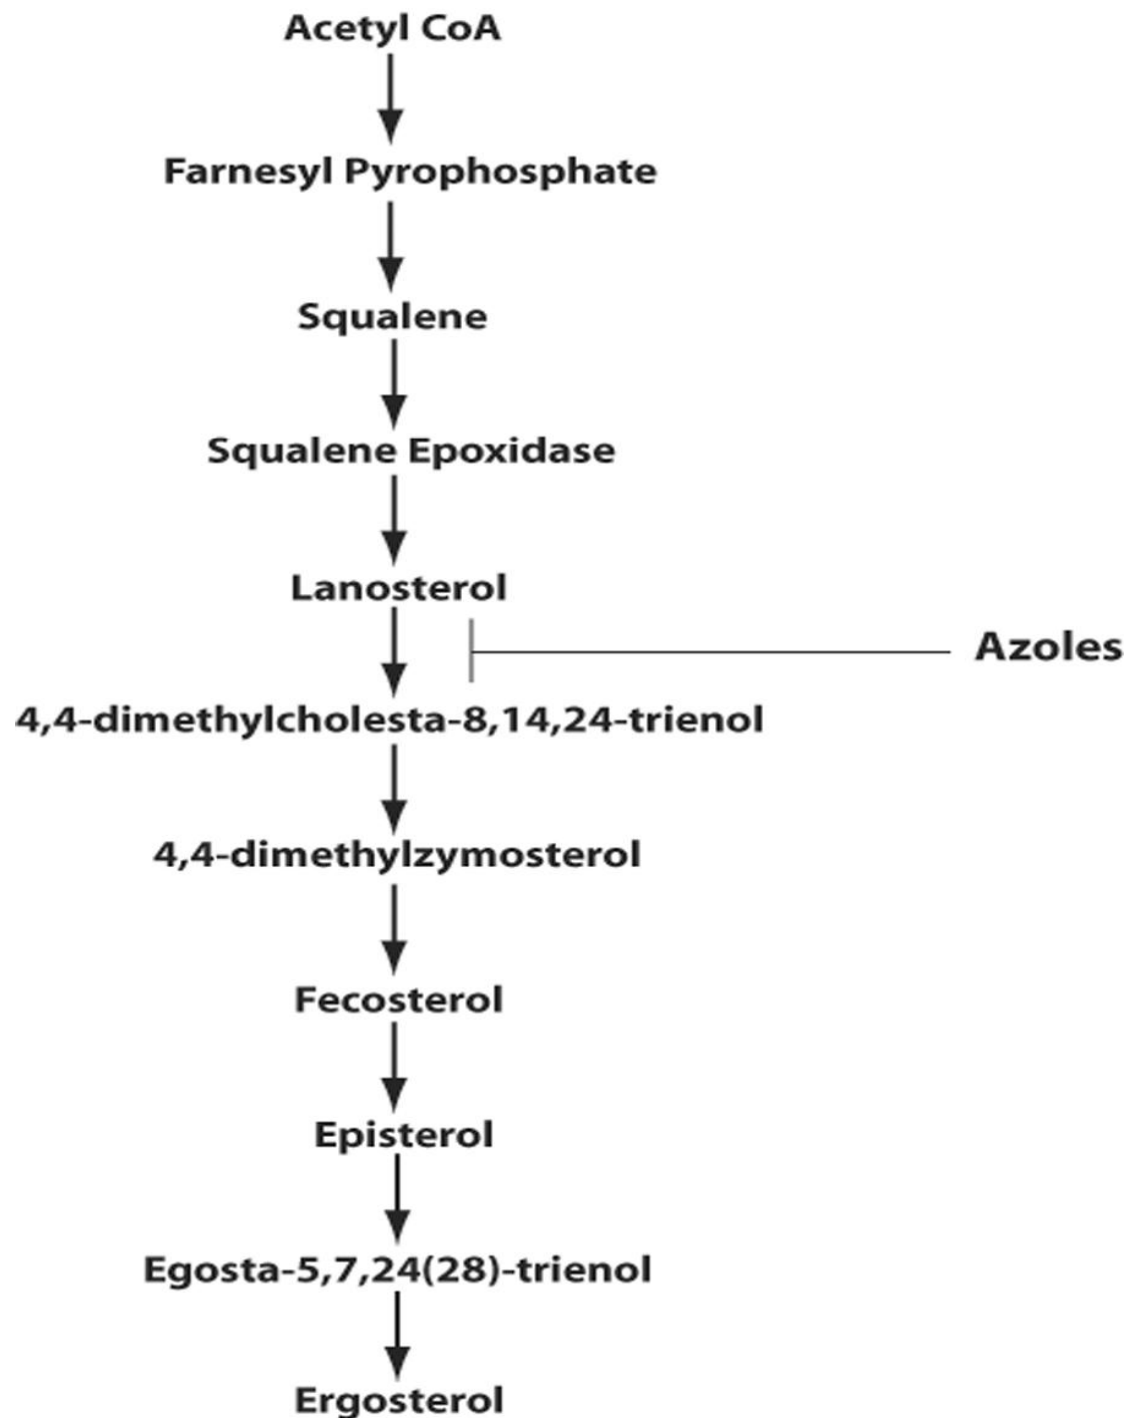 Acetyl CoA
Farnesyl Pyrophosphate
Squalene
Squalene Epoxidase
Lanosterol
Azoles
4,4-dimethylcholesta-8,14,24-trienol
4,4-dimethylzymosterol
Fecosterol
Episterol
Egosta-5,7,24(28)-trienol
Ergosterol